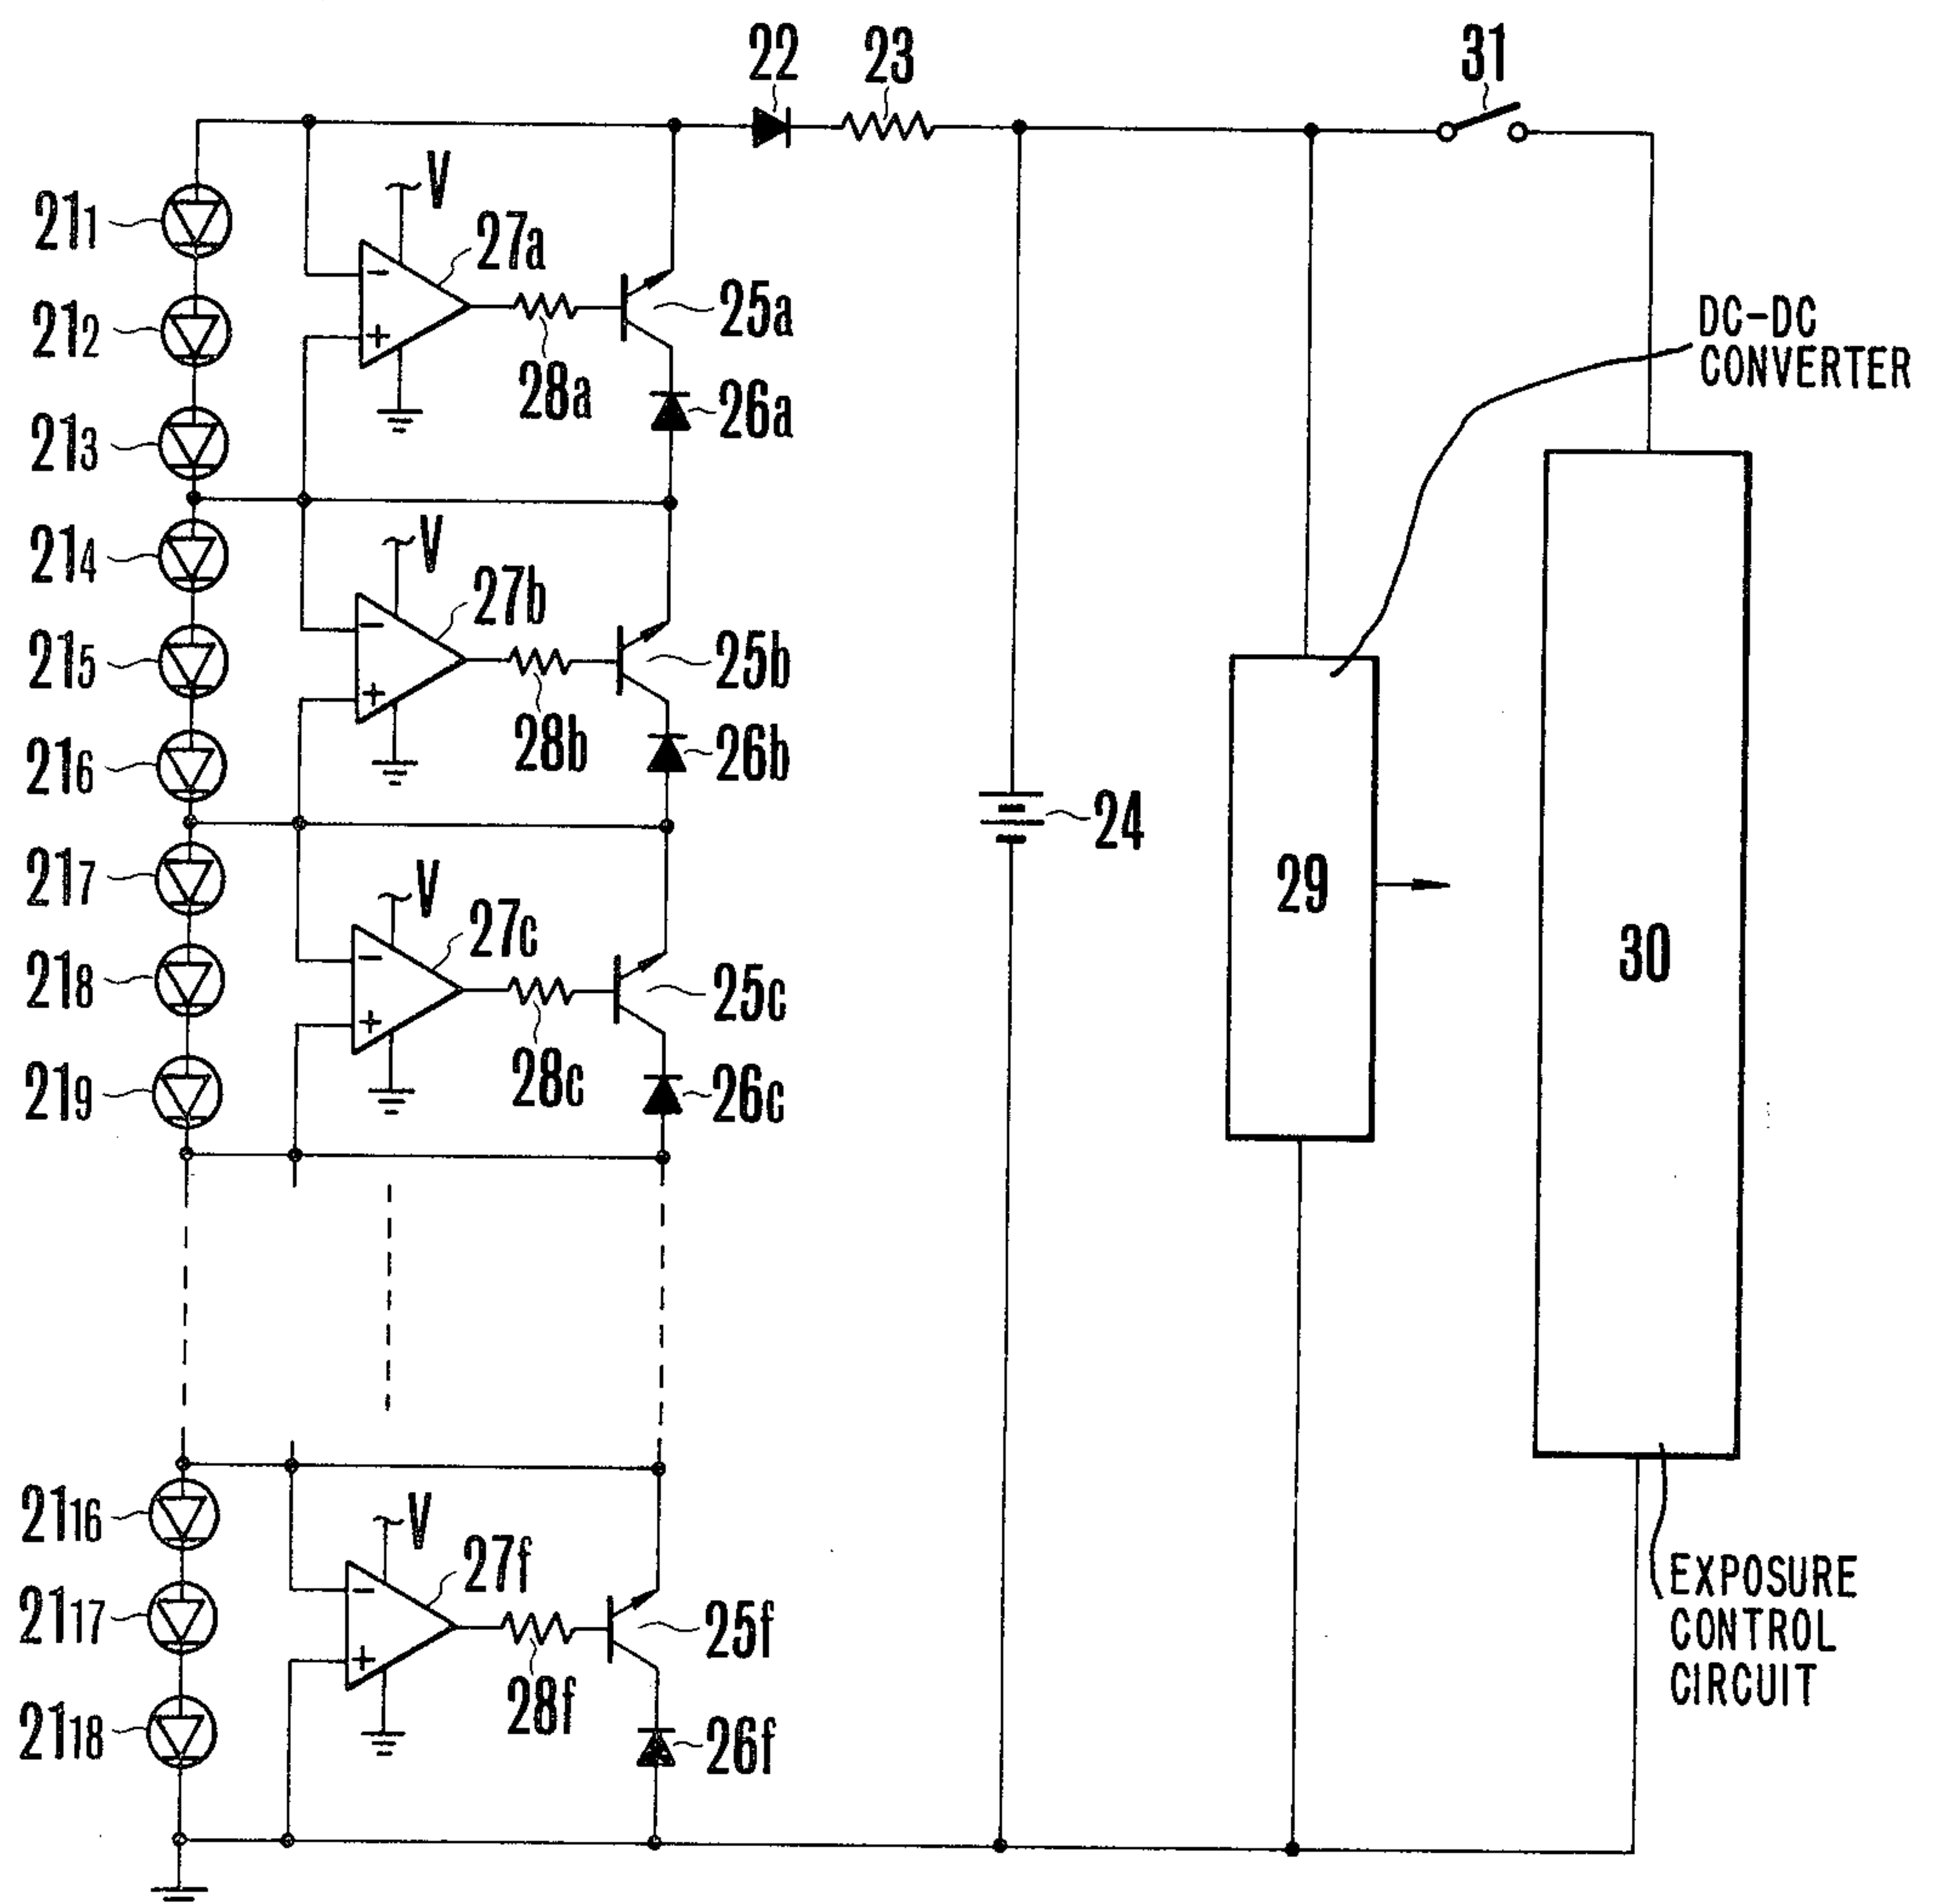 22
23
31
V
21₁
27a
25a
DC-DC
CONVERTER
21₂
28a
26a
21₃
V
21₄
27b
25b
21₅
28b
26b
21₆
24
V
21₇
29
27c
30
21₈
25c
21₉
28c
26c
21₁₆
V
27f
EXPOSURE
CONTROL
CIRCUIT
21₁₇
25f
28f
21₁₈
26f